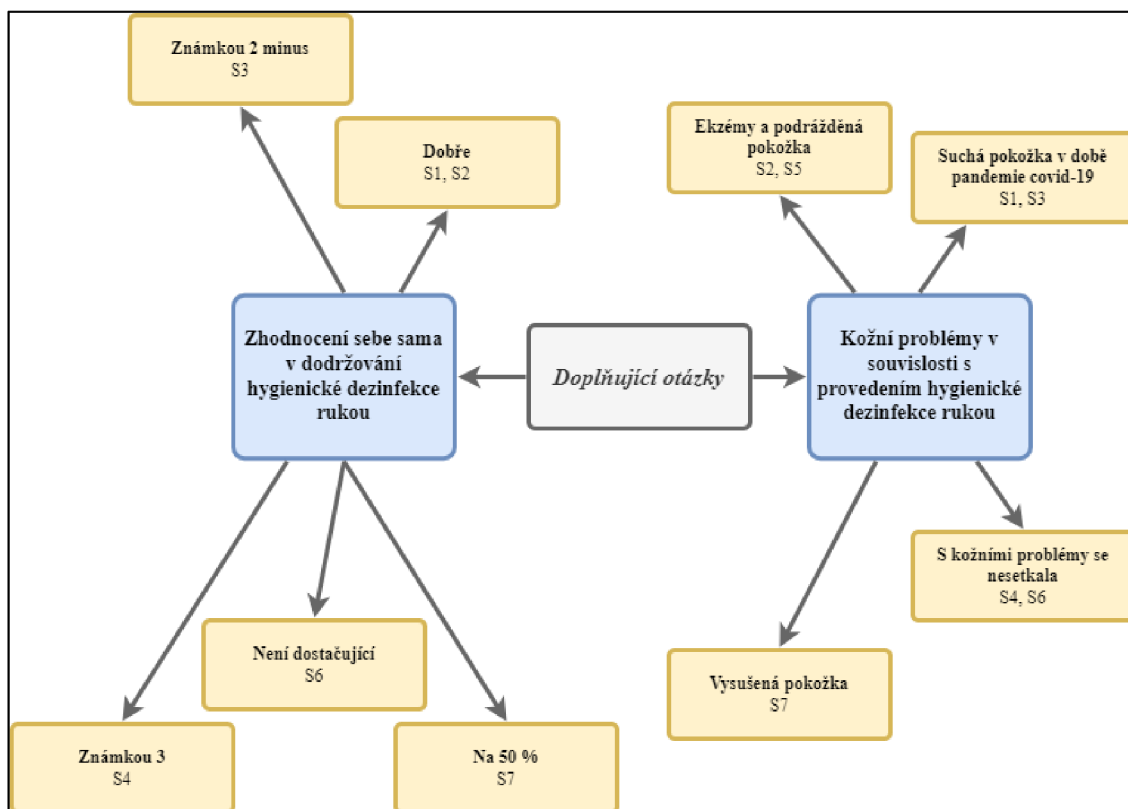 Známkou 2 minus
S3
Dobře
S1, S2
Ekzémy a podrážděná
pokožka
S2, S5
Suchá pokožka v době
pandemie covid-19
S1, S3
Zhodnocení sebe sama
v dodržování
hygienické dezinfekce
rukou
Doplňující otázky
Kožní problémy v
souvislosti s
provedením hygienické
dezinfekce rukou
S kožními problémy se
nesetkala
S4, S6
Není dostačující
S6
Vysušená pokožka
S7
Známkou 3
S4
Na 50 %
S7